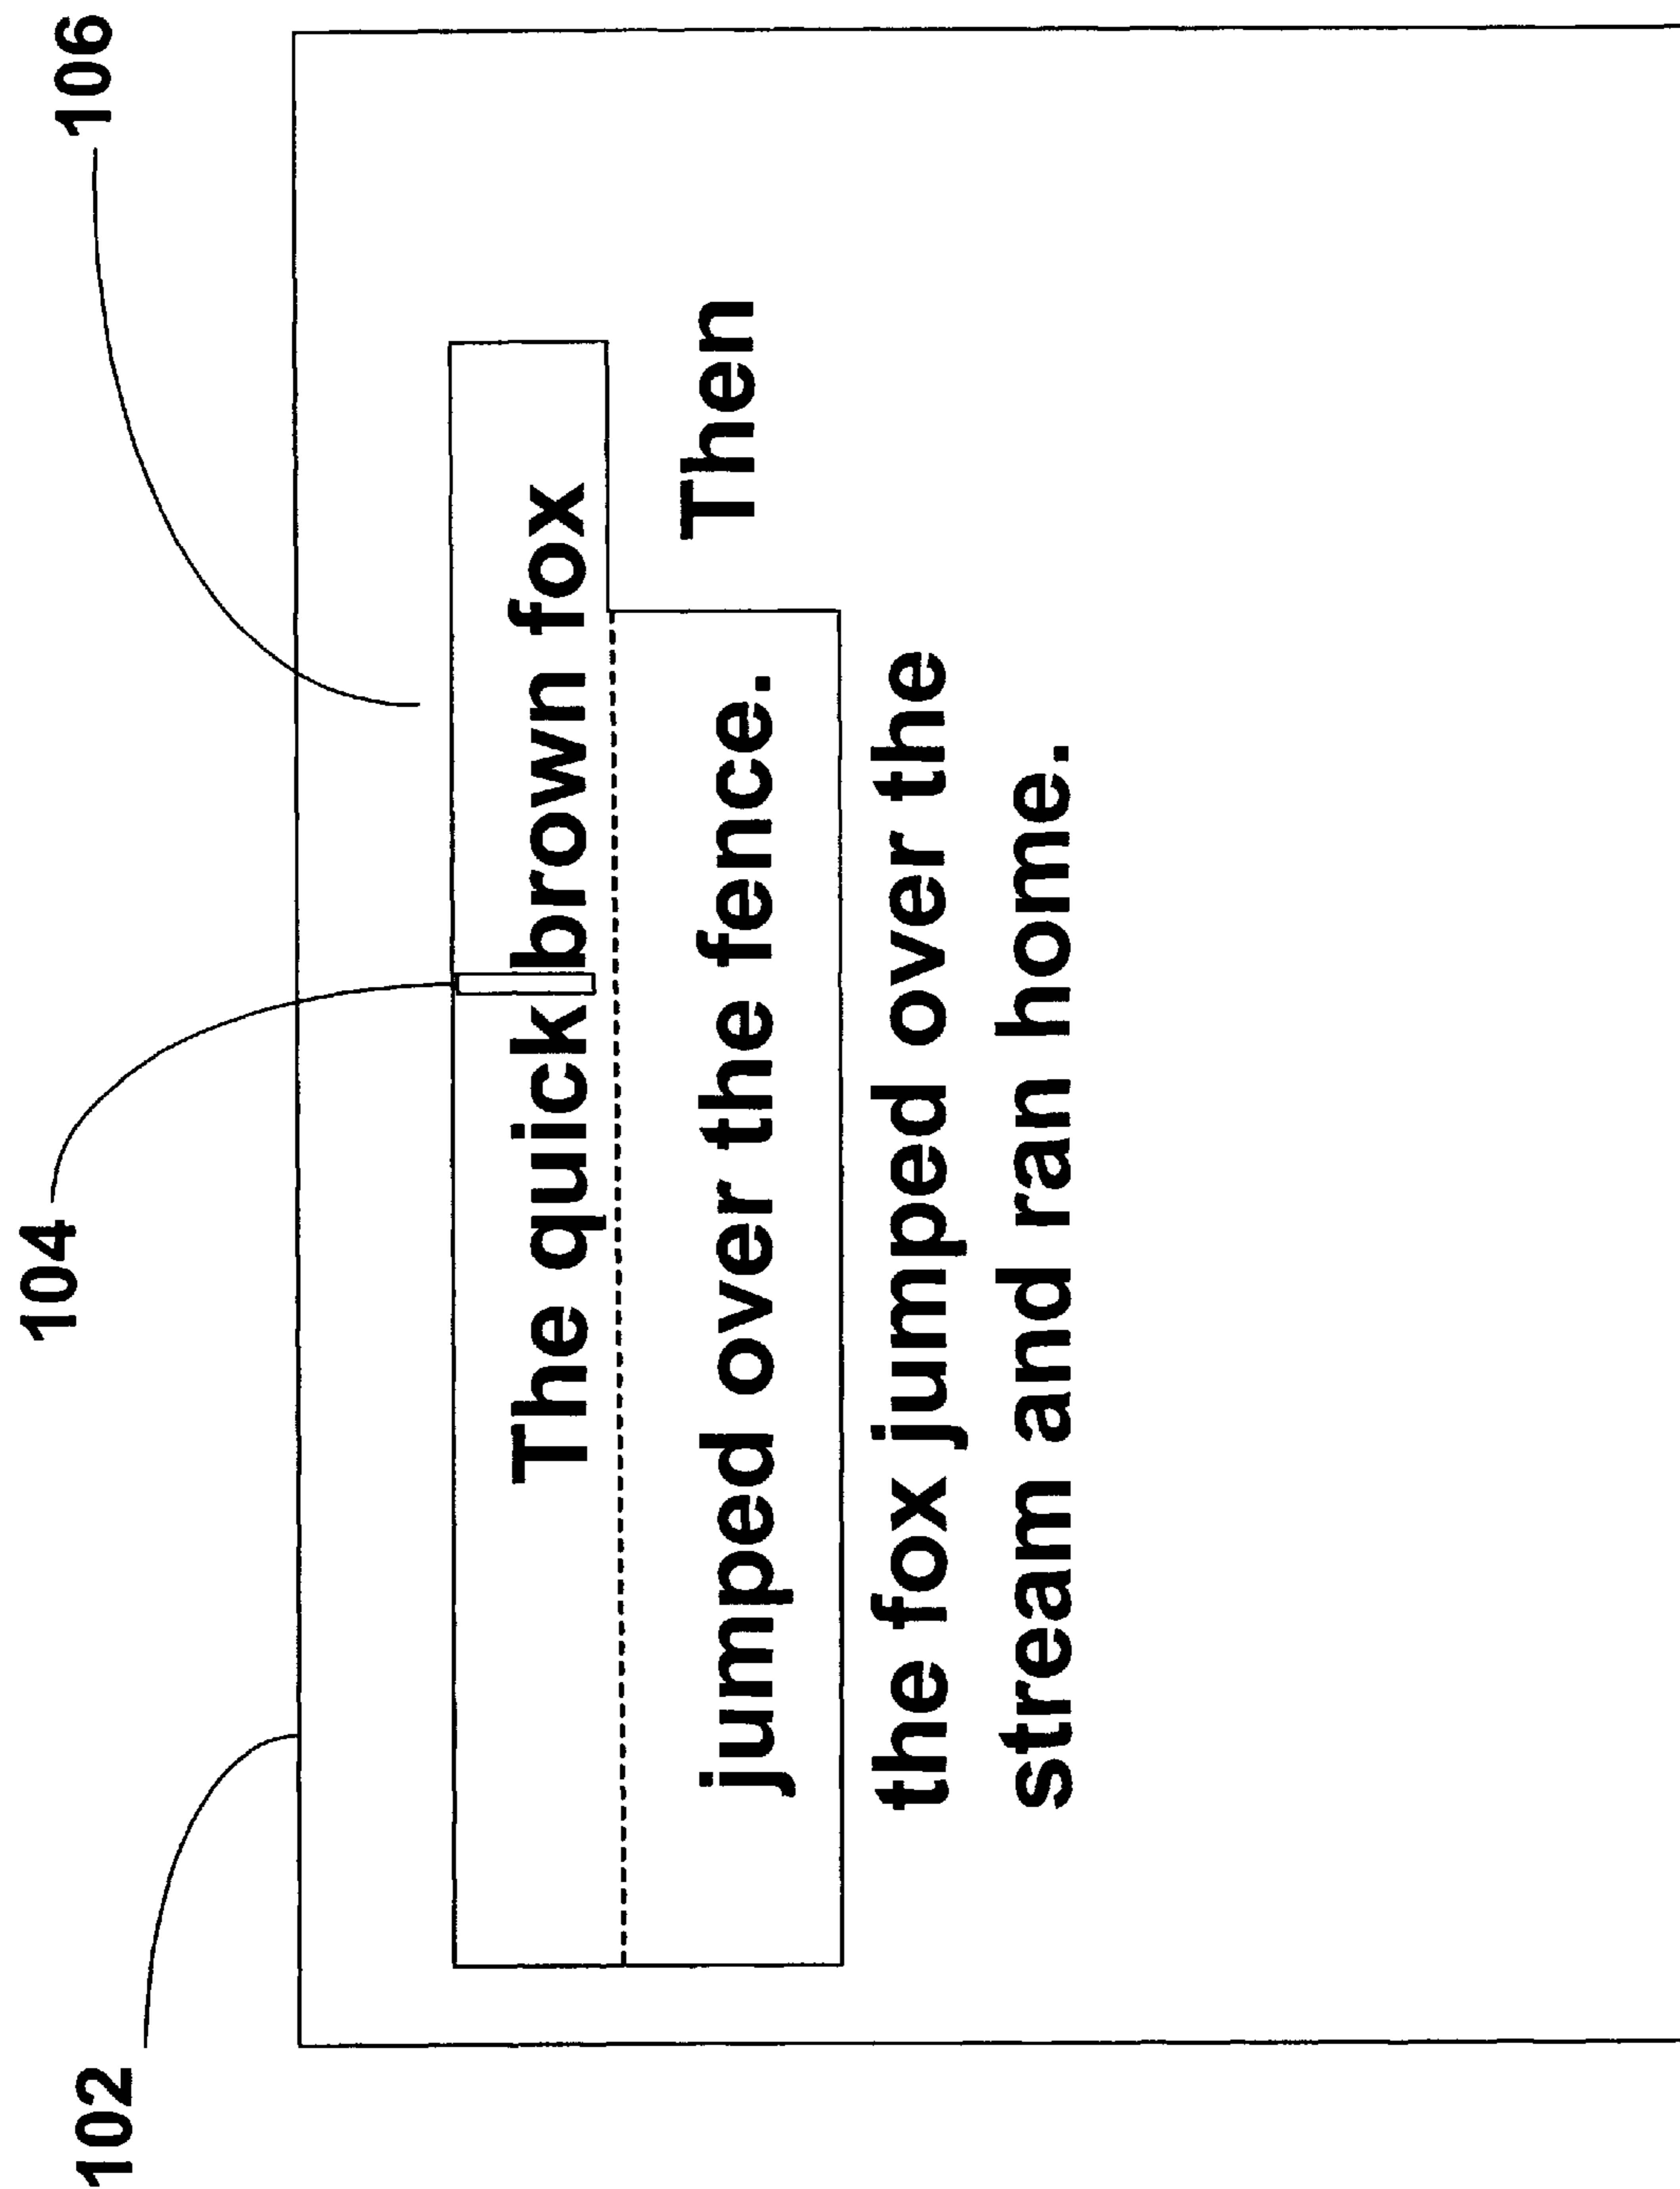 102
104
106
The quick brown fox
jumped over the fence. Then
the fox jumped over the
stream and ran home.